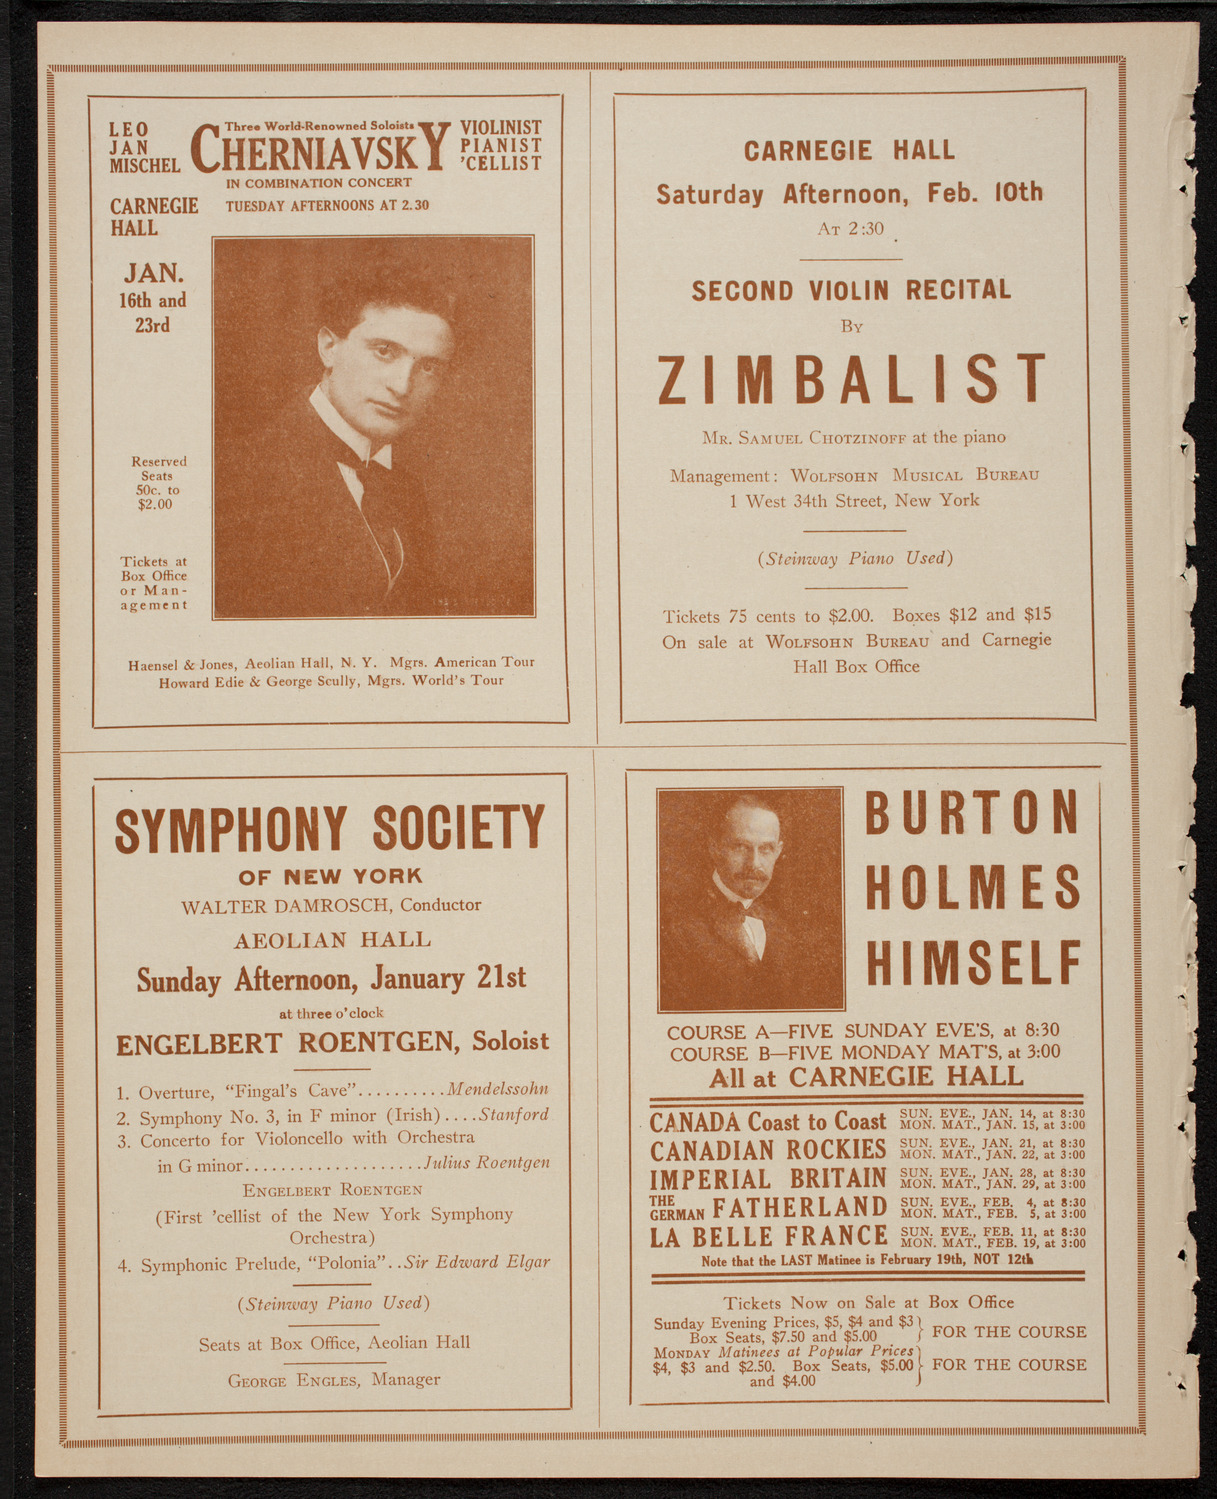 LEO
JAN
MISCHEL
Three World-Renowned Soloists
CHERNIAVSKY
IN COMBINATION CONCERT
VIOLINIST
PIANIST
'CELLIST
CARNEGIE
HALL
TUESDAY AFTERNOONS AT 2.30
JAN.
16th and
23rd
Reserved
Seats
50c. to
$2.00
Tickets at
Box Office
or Man-
agement
Haensel & Jones, Aeolian Hall, N. Y. Mgrs. American Tour
Howard Edie & George Scully, Mgrs. World's Tour
CARNEGIE HALL
Saturday Afternoon, Feb. 10th
AT 2:30
SECOND VIOLIN RECITAL
BY
ZIMBALIST
MR. SAMUEL CHOTZINOFF at the piano
Management: WOLFSOHN MUSICAL BUREAU
1 West 34th Street, New York
(Steinway Piano Used)
Tickets 75 cents to $2.00. Boxes $12 and $15
On sale at WOLFSOHN BUREAU and Carnegie
Hall Box Office
SYMPHONY SOCIETY
OF NEW YORK
WALTER DAMROSCH, Conductor
AEOLIAN HALL
Sunday Afternoon, January 21st
at three o'clock
ENGELBERT ROENTGEN, Soloist
1. Overture, "Fingal's Cave"..........Mendelssohn
2. Symphony No. 3, in F minor (Irish)....Stanford
3. Concerto for Violoncello with Orchestra
in G minor....................Julius Roentgen
ENGELBERT ROENTGEN
(First 'cellist of the New York Symphony
Orchestra)
4. Symphonic Prelude, "Polonia"..Sir Edward Elgar
(Steinway Piano Used)
Seats at Box Office, Aeolian Hall
GEORGE ENGLES, Manager
BURTON
HOLMES
HIMSELF
COURSE A—FIVE SUNDAY EVE'S, at 8:30
COURSE B—FIVE MONDAY MAT'S, at 3:00
All at CARNEGIE HALL
CANADA Coast to Coast SUN. EVE., JAN. 14, at 8:30
MON. MAT., JAN. 15, at 3:00
CANADIAN ROCKIES SUN. EVE., JAN. 21, at 8:30
MON. MAT., JAN. 22, at 3:00
IMPERIAL BRITAIN SUN. EVE., JAN. 28, at 8:30
MON. MAT., JAN. 29, at 3:00
THE GERMAN FATHERLAND SUN. EVE., FEB. 4, at 8:30
MON. MAT., FEB. 5, at 3:00
LA BELLE FRANCE SUN. EVE., FEB. 11, at 8:30
MON. MAT., FEB. 19, at 3:00
Note that the LAST Matinee is February 19th, NOT 12th
Tickets Now on Sale at Box Office
Sunday Evening Prices, $5, $4 and $3
Box Seats, $7.50 and $5.00 } FOR THE COURSE
MONDAY Matinees at Popular Prices
$4, $3 and $2.50. Box Seats, $5.00 } FOR THE COURSE
and $4.00